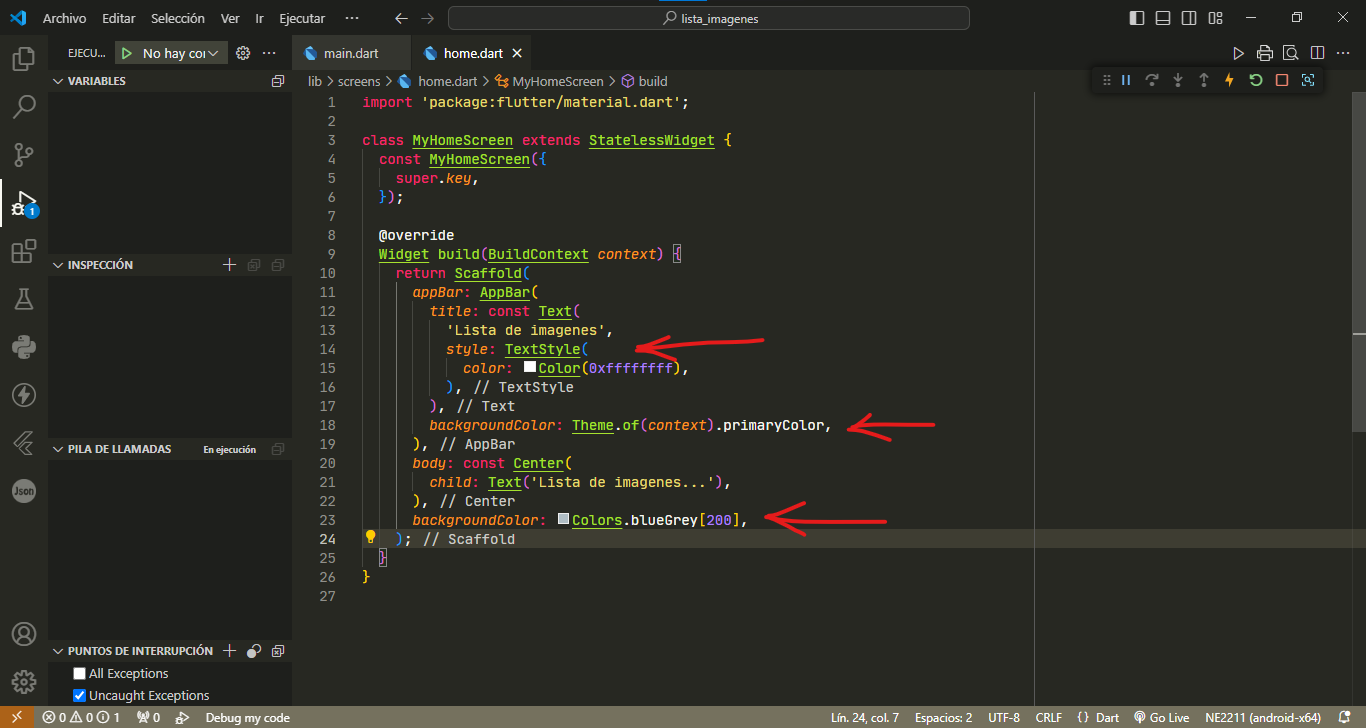 Archivo Editar Selección Ver Ir Ejecutar ··· lista_imagenes
EJECU... No hay cor
main.dart home.dart
lib > screens > home.dart > MyHomeScreen > build
VARIABLES
INSPECCIÓN
PILA DE LLAMADAS En ejecución
PUNTOS DE INTERRUPCIÓN
All Exceptions
Uncaught Exceptions
1 import 'package:flutter/material.dart';
2
3 class MyHomeScreen extends StatelessWidget {
4 const MyHomeScreen({
5 super.key,
6 });
7
8 @override
9 Widget build(BuildContext context) {
10 return Scaffold(
11 appBar: AppBar(
12 title: const Text(
13 'Lista de imagenes',
14 style: TextStyle(
15 color: Color(0xffffffff),
16 ), // TextStyle
17 ), // Text
18 backgroundColor: Theme.of(context).primaryColor,
19 ), // AppBar
20 body: const Center(
21 child: Text('Lista de imagenes...'),
22 ), // Center
23 backgroundColor: Colors.blueGrey[200],
24 ); // Scaffold
25 }
26 }
27
1
Json
0 0 1 0 Debug my code Lín. 24, col. 7 Espacios: 2 UTF-8 CRLF {} Dart Go Live NE2211 (android-x64)